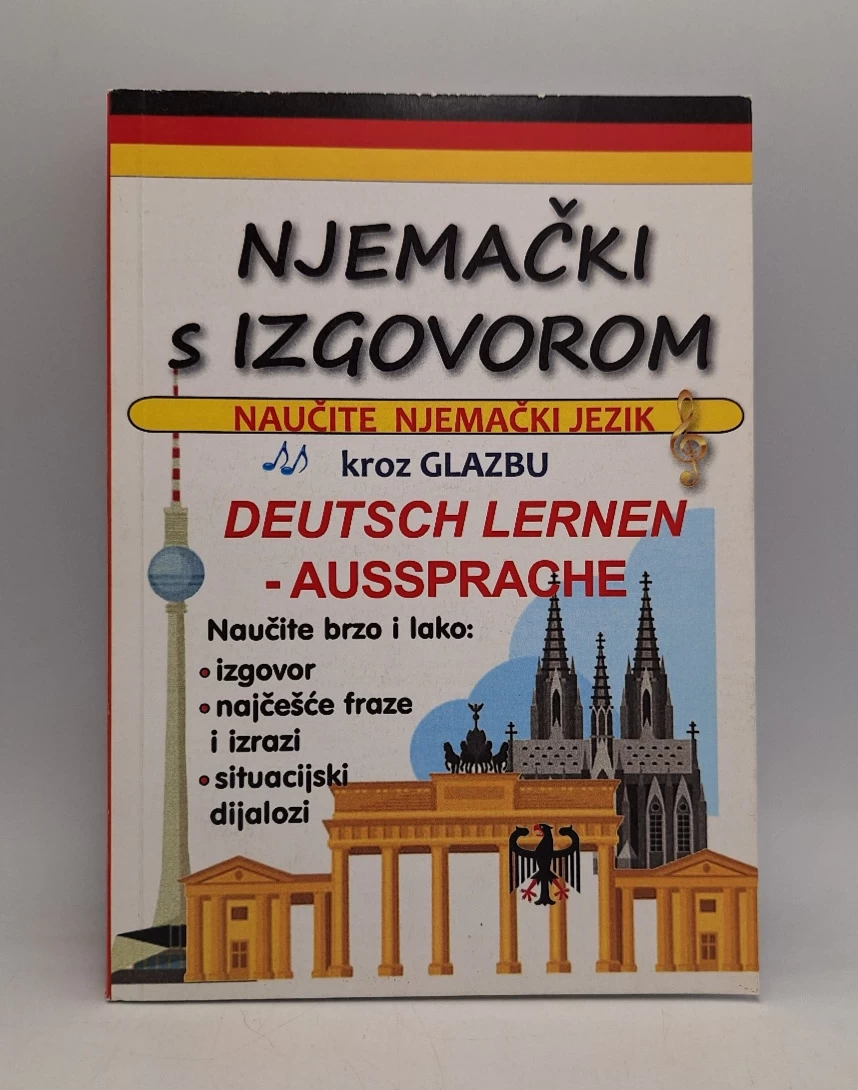 NJEMAČKI
s IZGOVOROM
NAUČITE NJEMAČKI JEZIK
kroz GLAZBU
DEUTSCH LERNEN
- AUSSPRACHE
Naučite brzo i lako:
• izgovor
• najčešće fraze
i izrazi
• situacijski
dijalozi